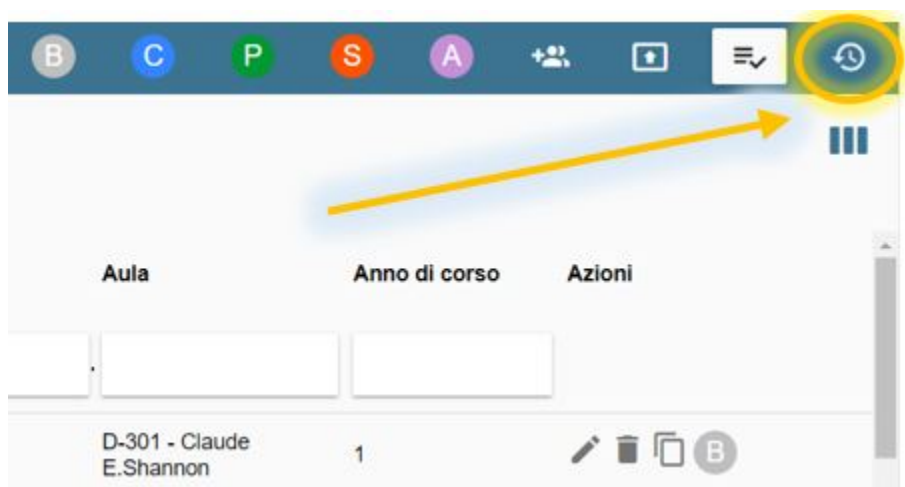 B C P S A
Aula Anno di corso Azioni
D-301 - Claude
E.Shannon
1
B